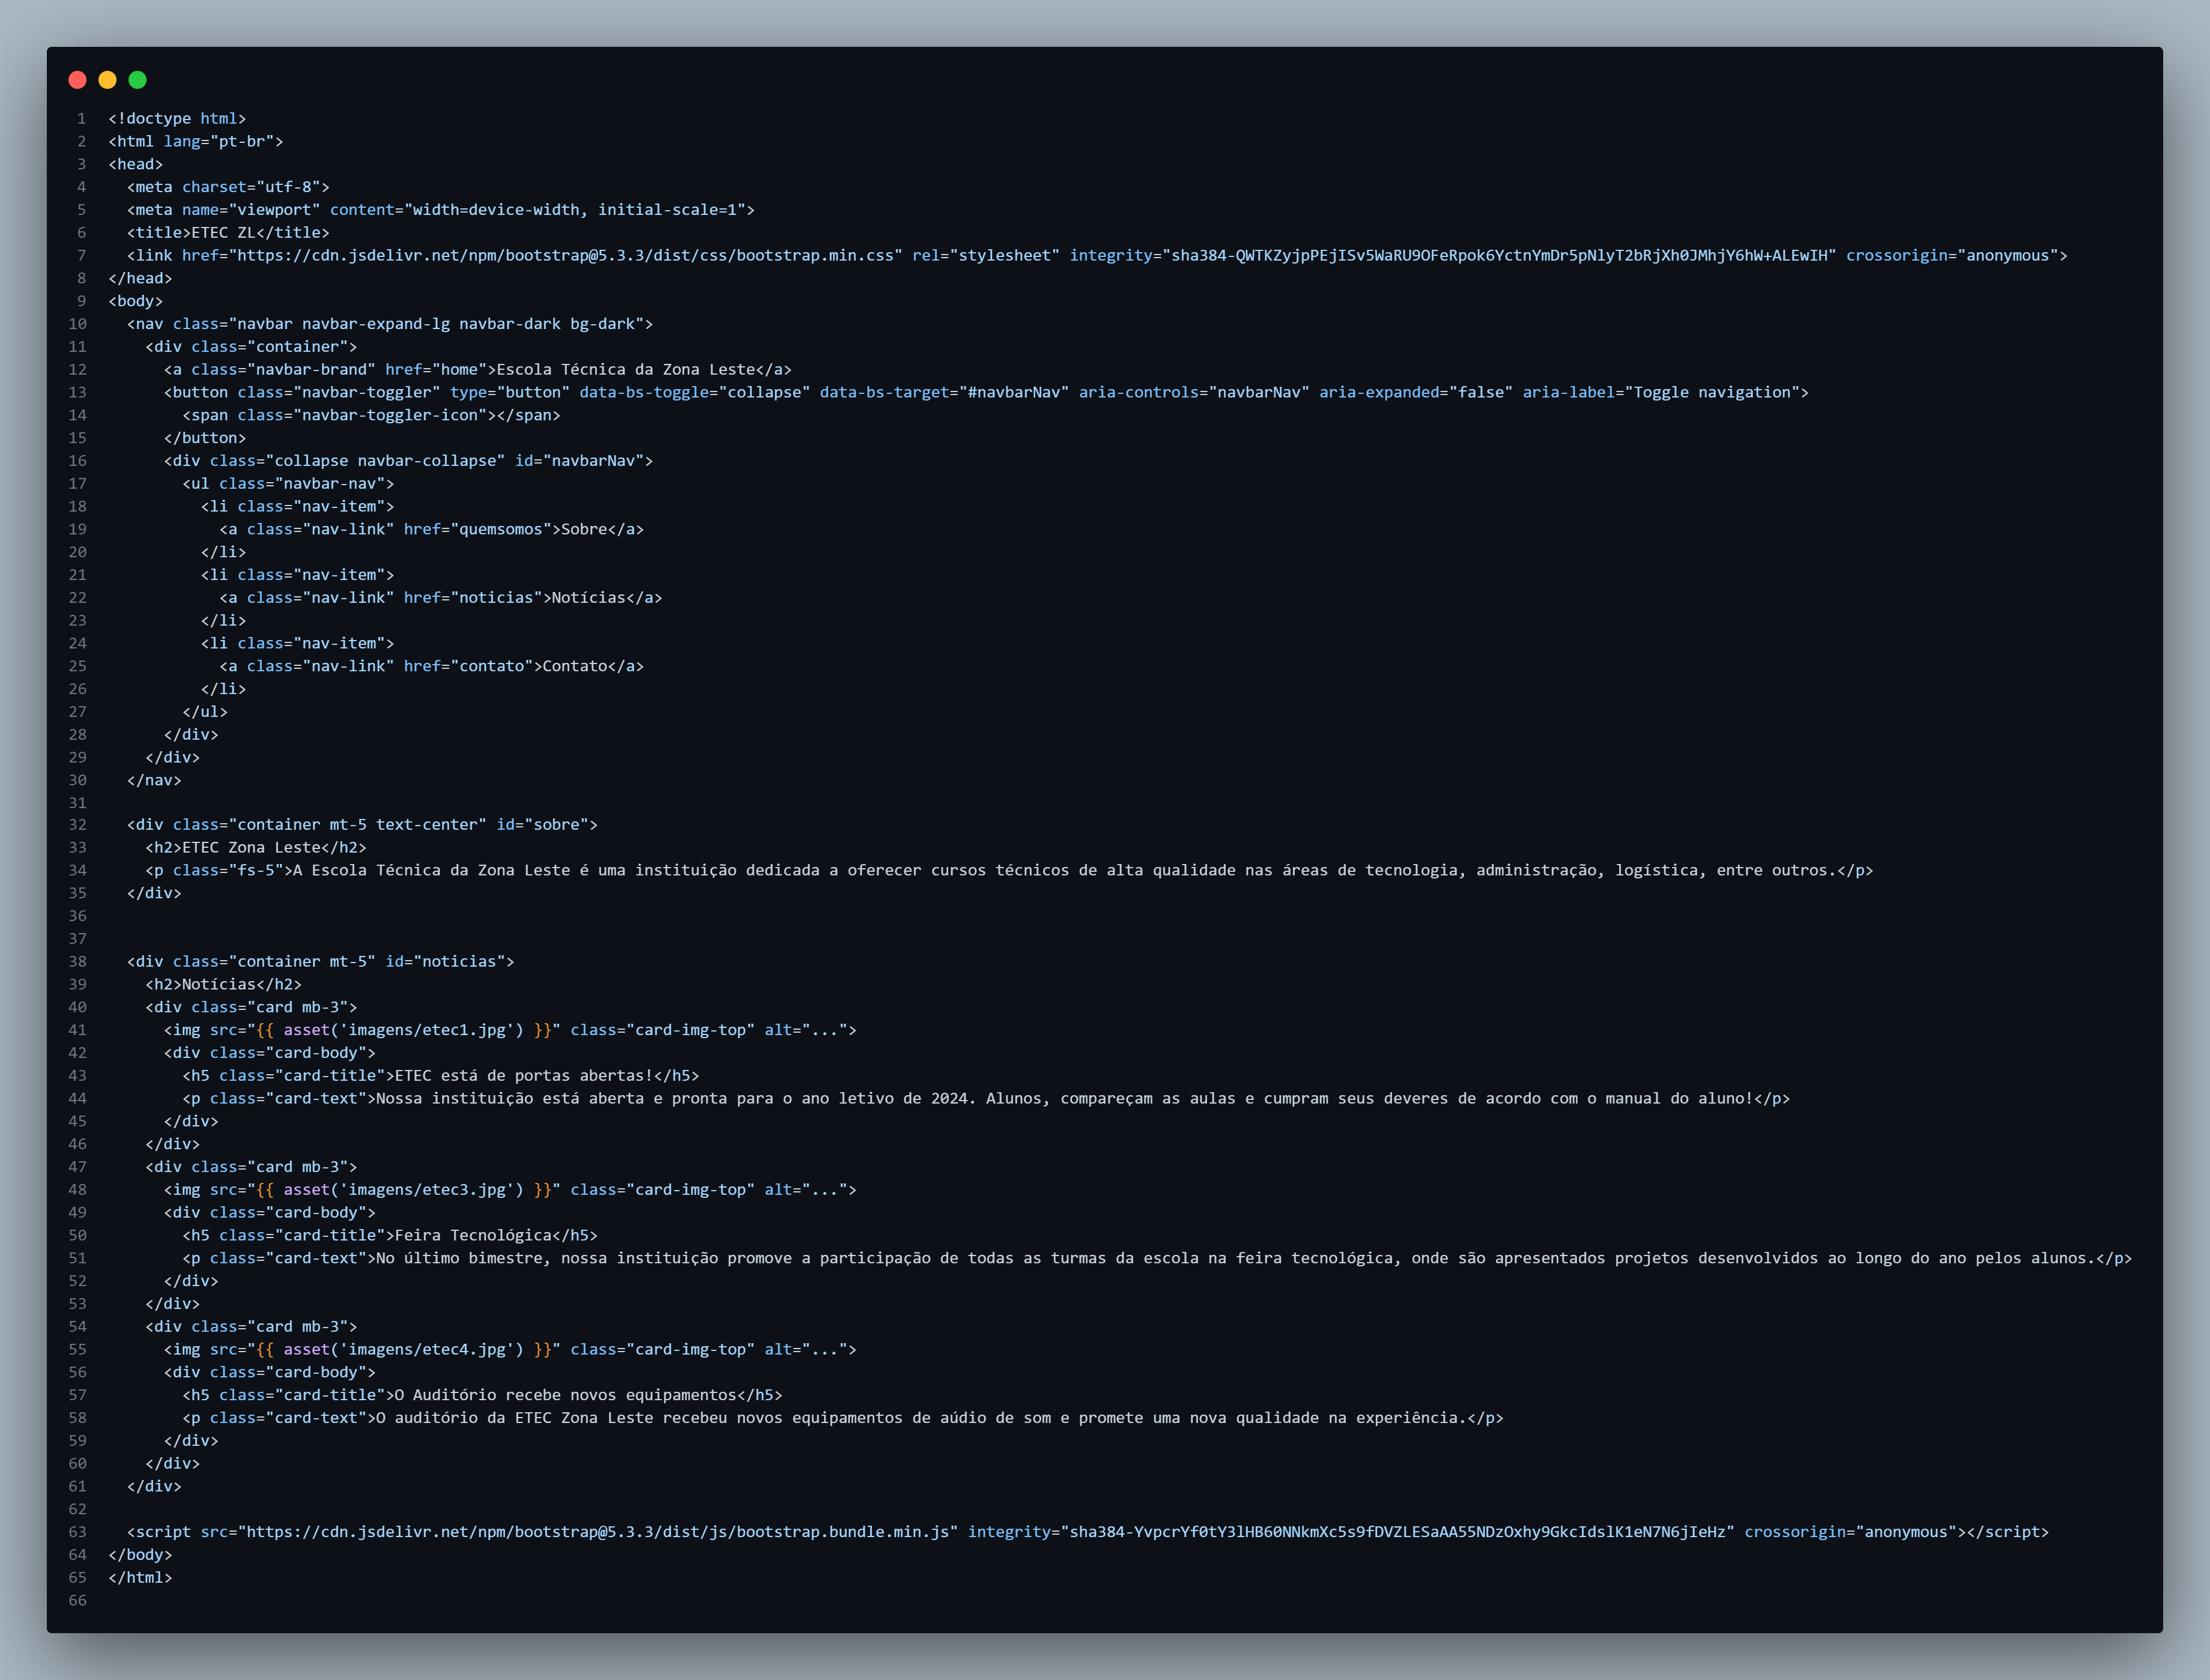 1 <!doctype html>
2 <html lang="pt-br">
3 <head>
4   <meta charset="utf-8">
5   <meta name="viewport" content="width=device-width, initial-scale=1">
6   <title>ETEC ZL</title>
7   <link href="https://cdn.jsdelivr.net/npm/bootstrap@5.3.3/dist/css/bootstrap.min.css" rel="stylesheet" integrity="sha384-QWTKZyjpPEjISv5WaRU9OFeRpok6YctnYmDr5pNlyT2bRjXh0JMhjY6hW+ALEwIH" crossorigin="anonymous">
8 </head>
9 <body>
10   <nav class="navbar navbar-expand-lg navbar-dark bg-dark">
11     <div class="container">
12       <a class="navbar-brand" href="home">Escola Técnica da Zona Leste</a>
13       <button class="navbar-toggler" type="button" data-bs-toggle="collapse" data-bs-target="#navbarNav" aria-controls="navbarNav" aria-expanded="false" aria-label="Toggle navigation">
14         <span class="navbar-toggler-icon"></span>
15       </button>
16       <div class="collapse navbar-collapse" id="navbarNav">
17         <ul class="navbar-nav">
18           <li class="nav-item">
19             <a class="nav-link" href="quemsomos">Sobre</a>
20           </li>
21           <li class="nav-item">
22             <a class="nav-link" href="noticias">Notícias</a>
23           </li>
24           <li class="nav-item">
25             <a class="nav-link" href="contato">Contato</a>
26           </li>
27         </ul>
28       </div>
29     </div>
30   </nav>
31
32   <div class="container mt-5 text-center" id="sobre">
33     <h2>ETEC Zona Leste</h2>
34     <p class="fs-5">A Escola Técnica da Zona Leste é uma instituição dedicada a oferecer cursos técnicos de alta qualidade nas áreas de tecnologia, administração, logística, entre outros.</p>
35   </div>
36
37
38   <div class="container mt-5" id="noticias">
39     <h2>Notícias</h2>
40     <div class="card mb-3">
41       <img src="{{ asset('imagens/etec1.jpg') }}" class="card-img-top" alt="...">
42       <div class="card-body">
43         <h5 class="card-title">ETEC está de portas abertas!</h5>
44         <p class="card-text">Nossa instituição está aberta e pronta para o ano letivo de 2024. Alunos, compareçam as aulas e cumpram seus deveres de acordo com o manual do aluno!</p>
45       </div>
46     </div>
47     <div class="card mb-3">
48       <img src="{{ asset('imagens/etec3.jpg') }}" class="card-img-top" alt="...">
49       <div class="card-body">
50         <h5 class="card-title">Feira Tecnológica</h5>
51         <p class="card-text">No último bimestre, nossa instituição promove a participação de todas as turmas da escola na feira tecnológica, onde são apresentados projetos desenvolvidos ao longo do ano pelos alunos.</p>
52       </div>
53     </div>
54     <div class="card mb-3">
55       <img src="{{ asset('imagens/etec4.jpg') }}" class="card-img-top" alt="...">
56       <div class="card-body">
57         <h5 class="card-title">O Auditório recebe novos equipamentos</h5>
58         <p class="card-text">O auditório da ETEC Zona Leste recebeu novos equipamentos de aúdio de som e promete uma nova qualidade na experiência.</p>
59       </div>
60     </div>
61   </div>
62
63   <script src="https://cdn.jsdelivr.net/npm/bootstrap@5.3.3/dist/js/bootstrap.bundle.min.js" integrity="sha384-YvpcrYf0tY3lHB60NNkmXc5s9fDVZLESaAA55NDzOxhy9GkcIdslK1eN7N6jIeHz" crossorigin="anonymous"></script>
64 </body>
65 </html>
66